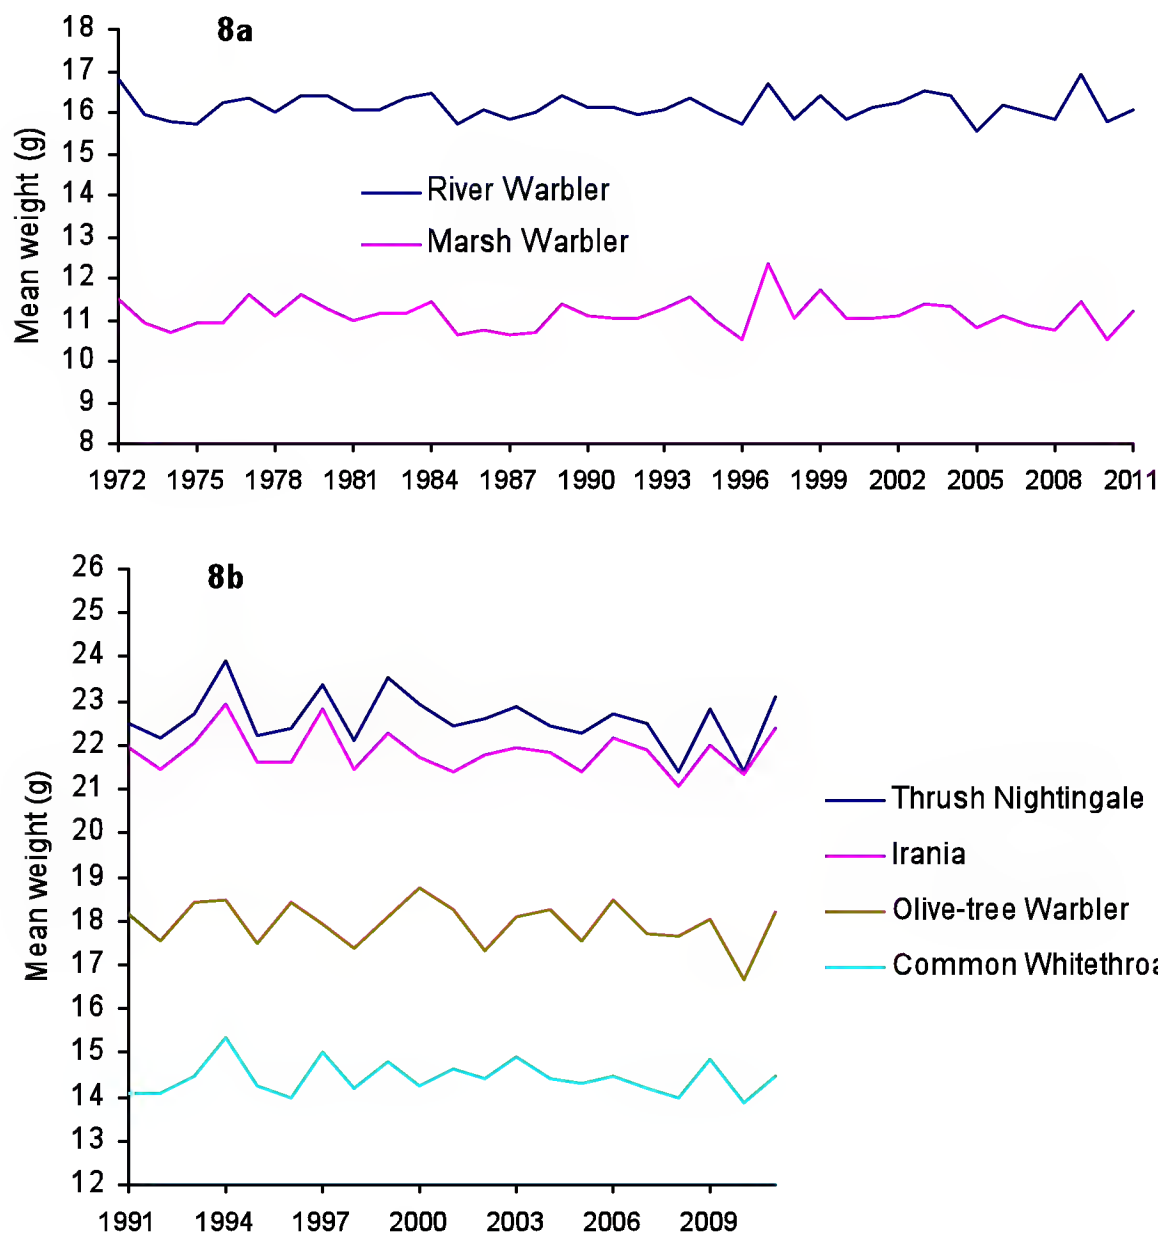 8a
Mean weight (g)
18
17
16
15
14
13
12
11
10
9
8
River Warbler
Marsh Warbler
1972 1975 1978 1981 1984 1987 1990 1993 1996 1999 2002 2005 2008 2011
8b
Mean weight (g)
26
25
24
23
22
21
20
19
18
17
16
15
14
13
12
Thrush Nightingale
Irania
Olive-tree Warbler
Common Whitethroa
1991 1994 1997 2000 2003 2006 2009